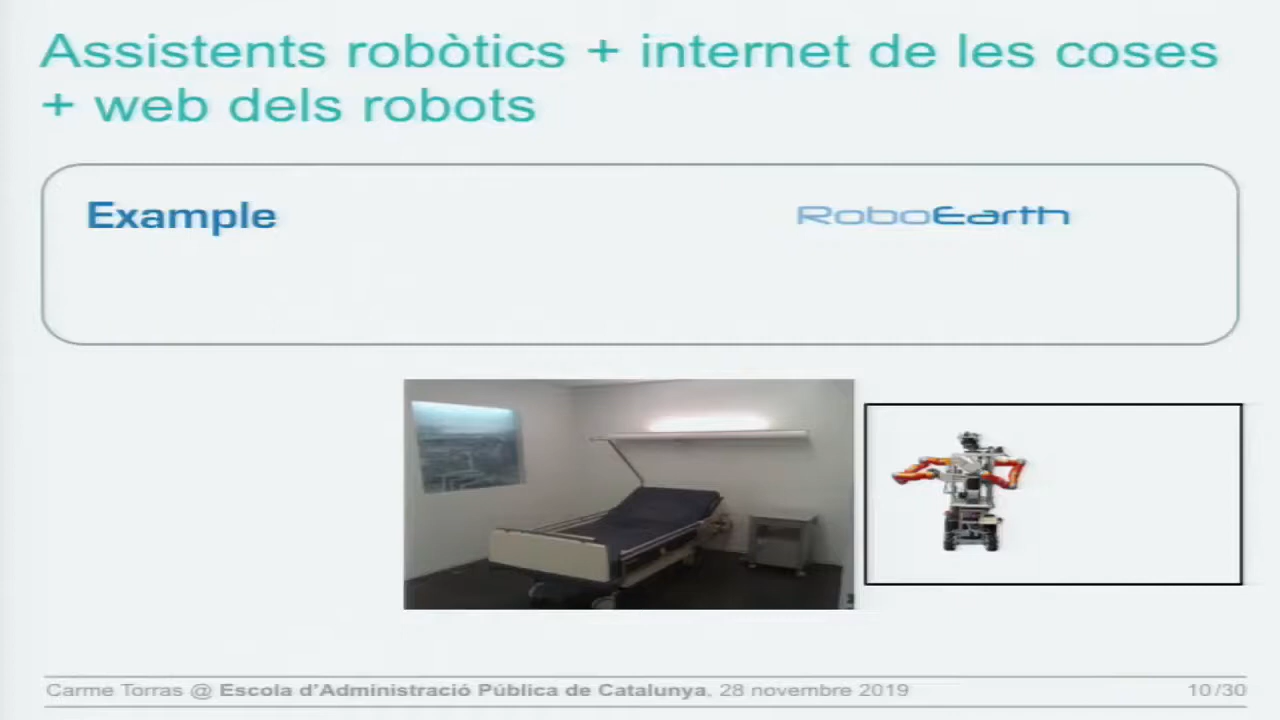 Assistents robòtics + internet de les coses
+ web dels robots
Example
RoboEarth
Carme Torras @ Escola d'Administració Pública de Catalunya, 28 novembre 2019
10/30